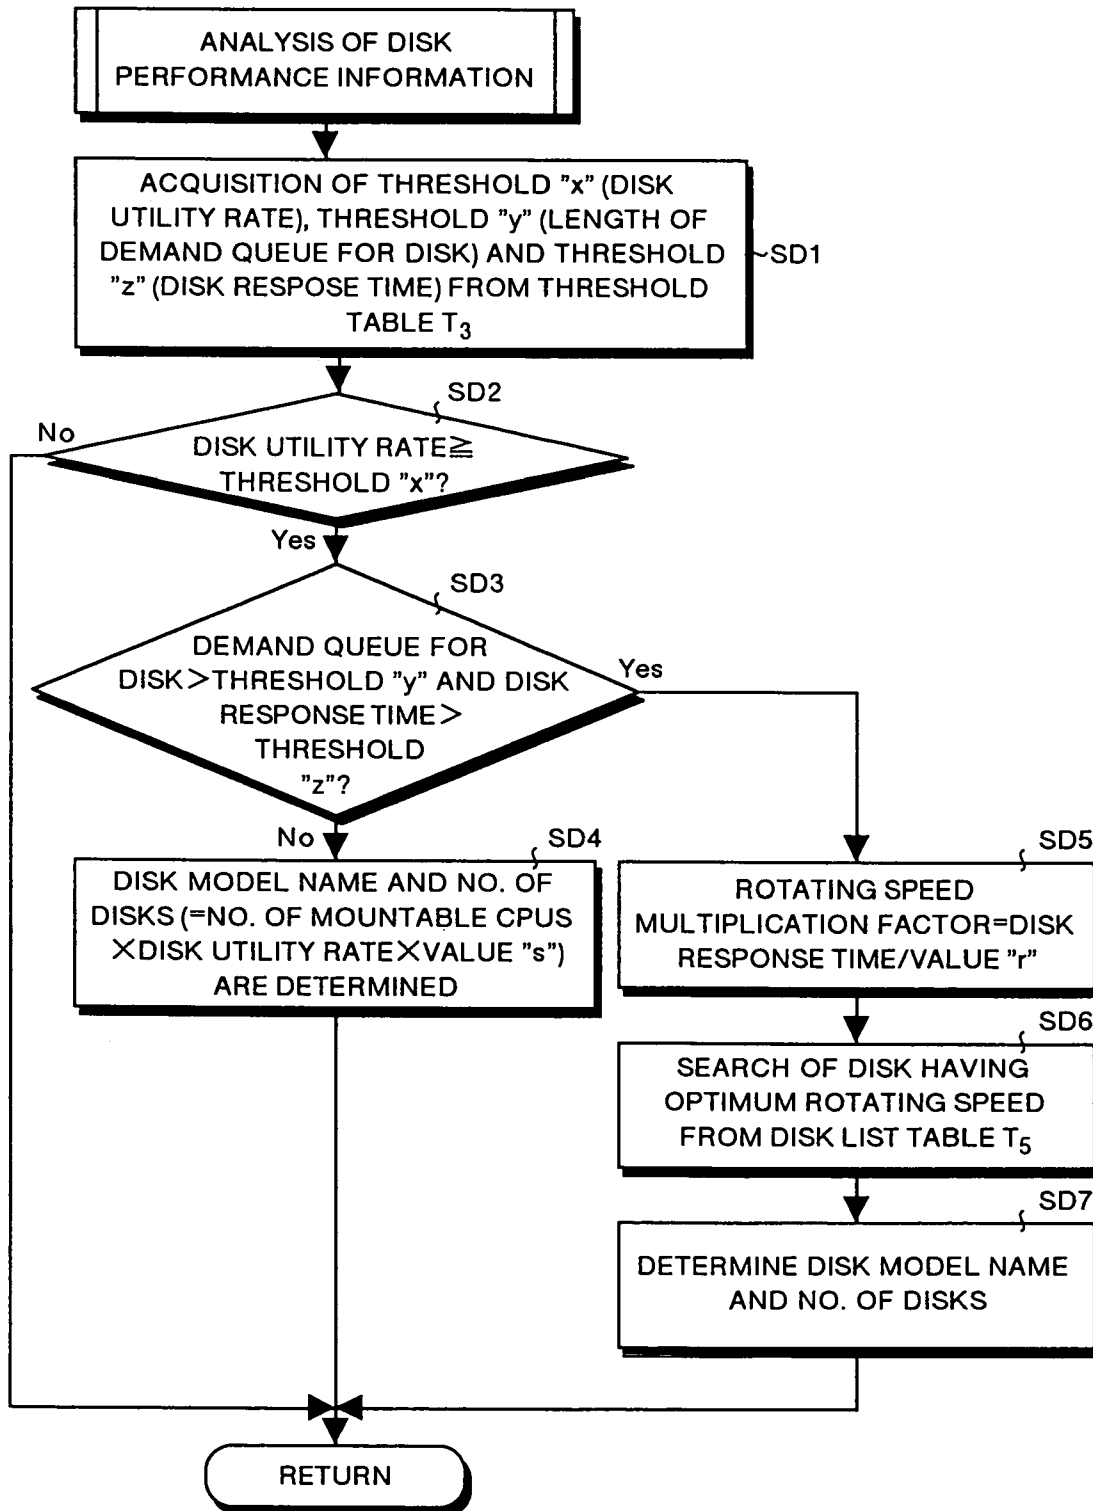 ANALYSIS OF DISK
PERFORMANCE INFORMATION
ACQUISITION OF THRESHOLD "x" (DISK
UTILITY RATE), THRESHOLD "y" (LENGTH OF
DEMAND QUEUE FOR DISK) AND THRESHOLD
"z" (DISK RESPOSE TIME) FROM THRESHOLD
TABLE T3
SD1
SD2
No
DISK UTILITY RATE≧
THRESHOLD "x"?
Yes
SD3
DEMAND QUEUE FOR
DISK>THRESHOLD "y" AND DISK
RESPONSE TIME>
THRESHOLD
"z"?
Yes
No
SD4
DISK MODEL NAME AND NO. OF
DISKS (=NO. OF MOUNTABLE CPUS
×DISK UTILITY RATE×VALUE "s")
ARE DETERMINED
SD5
ROTATING SPEED
MULTIPLICATION FACTOR=DISK
RESPONSE TIME/VALUE "r"
SD6
SEARCH OF DISK HAVING
OPTIMUM ROTATING SPEED
FROM DISK LIST TABLE T5
SD7
DETERMINE DISK MODEL NAME
AND NO. OF DISKS
RETURN